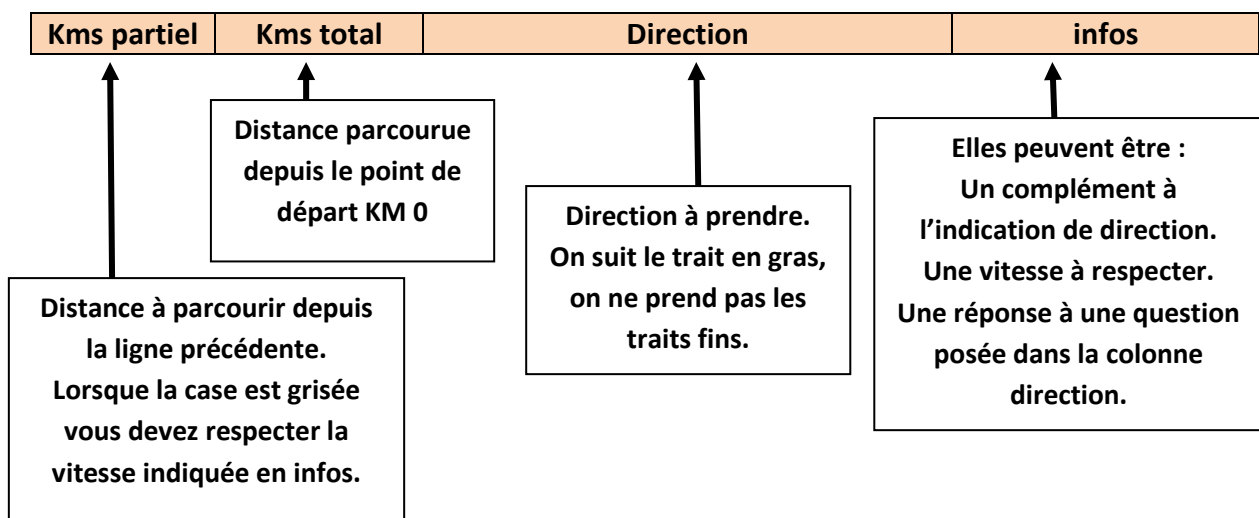 Kms partiel Kms total Direction infos
Distance parcourue
depuis le point de
départ KM 0
Elles peuvent être :
Un complément à
l’indication de direction.
Une vitesse à respecter.
Une réponse à une question
posée dans la colonne
direction.
Direction à prendre.
On suit le trait en gras,
on ne prend pas les
traits fins.
Distance à parcourir depuis
la ligne précédente.
Lorsque la case est grisée
vous devez respecter la
vitesse indiquée en infos.